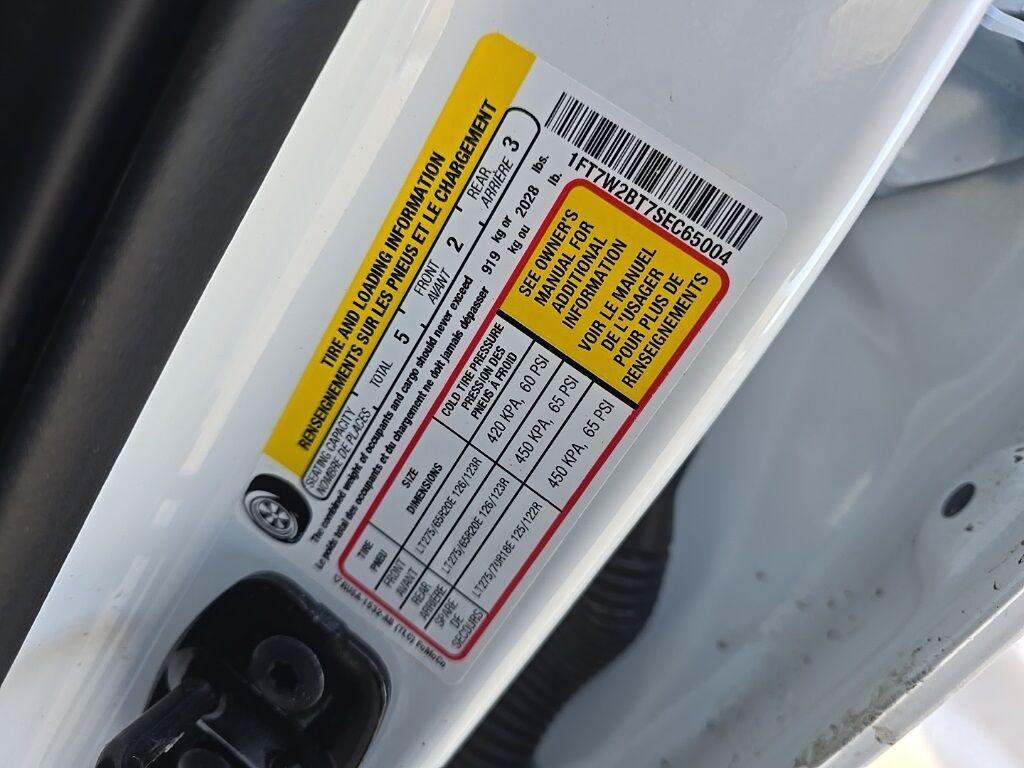 TIRE AND LOADING INFORMATION
RENSEIGNEMENTS SUR LES PNEUS ET LE CHARGEMENT
SEATING CAPACITY TOTAL 5 FRONT 2 REAR 3
NOMBRE DE PLACES AVANT ARRIÈRE
The combined weight of occupants and cargo should never exceed 919 kg or 2028 lbs.
Le poids total des occupants et du chargement ne doit jamais dépasser kg ou lb.
TIRE SIZE COLD TIRE PRESSURE
PNEU DIMENSIONS PRESSION DES
PNEUS À FROID
FRONT LT275/65R20E 126/123R 420 KPA, 60 PSI
AVANT
REAR LT275/65R20E 126/123R 450 KPA, 65 PSI
ARRIÈRE
SPARE LT275/70R18E 125/122R 450 KPA, 65 PSI
DE
SECOURS
SEE OWNER'S
MANUAL FOR
ADDITIONAL
INFORMATION
VOIR LE MANUEL
DE L'USAGER
POUR PLUS DE
RENSEIGNEMENTS
1FT7W2BT7SEC65004